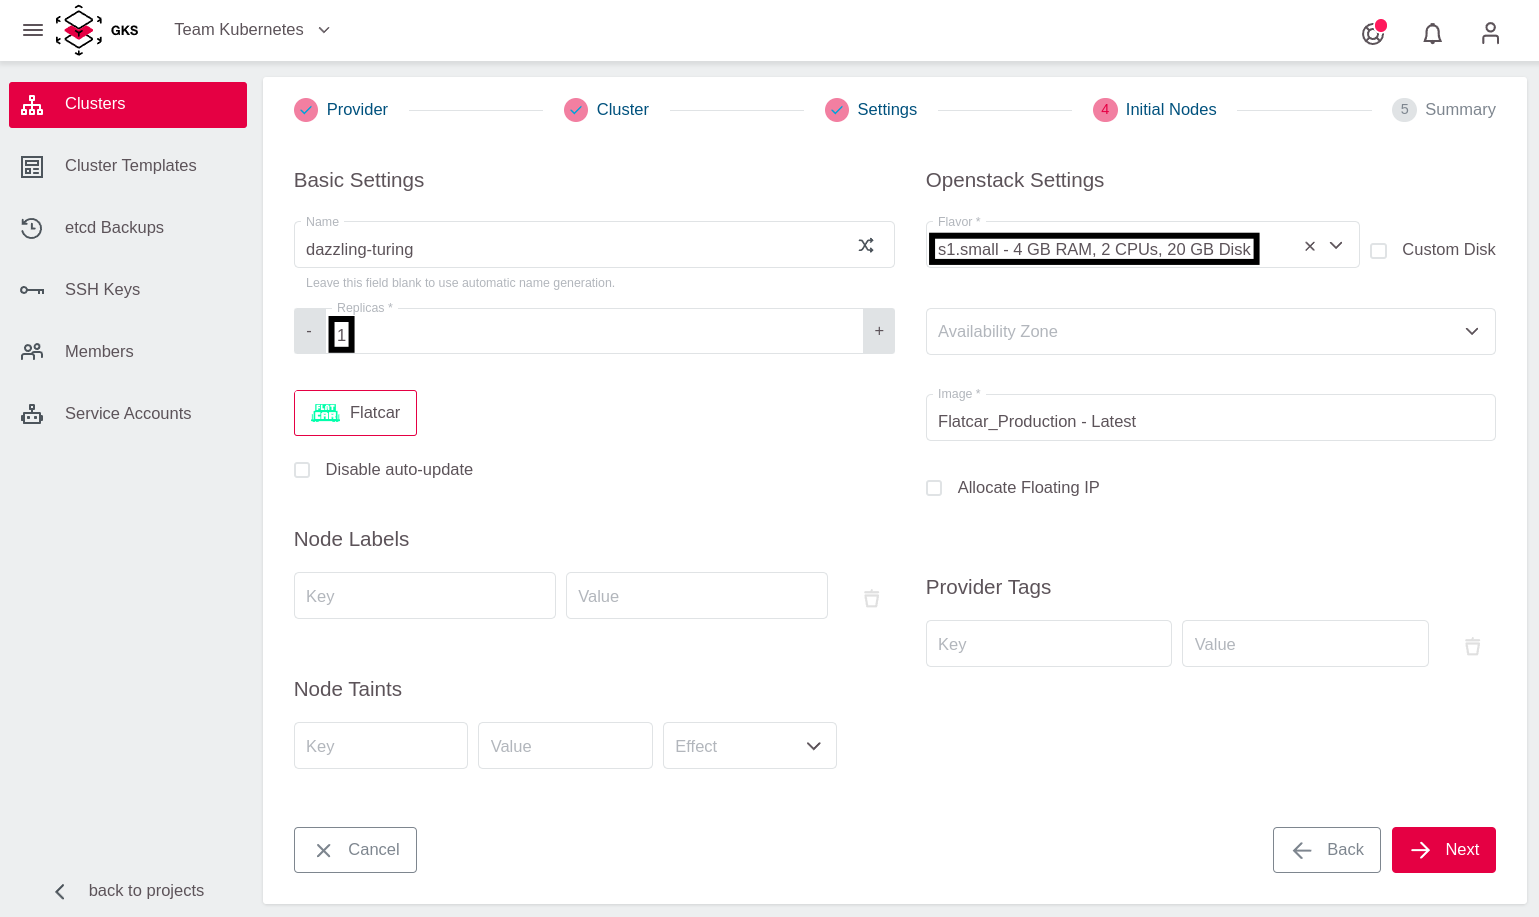 GKS
Team Kubernetes
Clusters
Cluster Templates
etcd Backups
SSH Keys
Members
Service Accounts
back to projects
Provider
Cluster
Settings
4 Initial Nodes
5 Summary
Basic Settings
Name
dazzling-turing
Leave this field blank to use automatic name generation.
Replicas *
- 1 +
FLAT CAR Flatcar
Disable auto-update
Node Labels
Key Value
Node Taints
Key Value Effect
Openstack Settings
Flavor *
s1.small - 4 GB RAM, 2 CPUs, 20 GB Disk
Custom Disk
Availability Zone
Image *
Flatcar_Production - Latest
Allocate Floating IP
Provider Tags
Key Value
Cancel
Back
Next